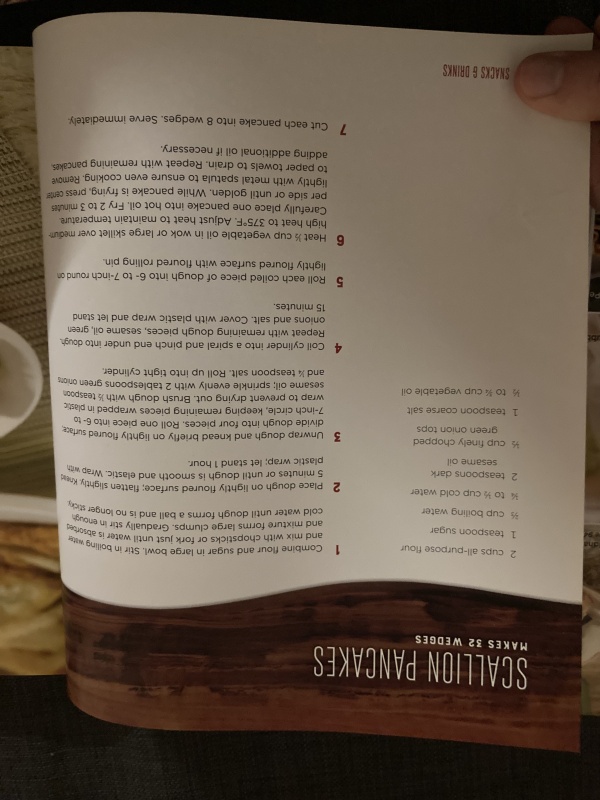 SCALLION PANCAKES
MAKES 32 WEDGES
2 cups all-purpose flour
1 teaspoon sugar
⅔ cup boiling water
¼ to ½ cup cold water
2 teaspoons dark
sesame oil
½ cup finely chopped
green onion tops
1 teaspoon coarse salt
½ to ¾ cup vegetable oil
1 Combine flour and sugar in large bowl. Stir in boiling water
and mix with chopsticks or fork just until water is absorbed
and mixture forms large clumps. Gradually stir in enough
cold water until dough forms a ball and is no longer sticky.
2 Place dough on lightly floured surface; flatten slightly. Knead
5 minutes or until dough is smooth and elastic. Wrap with
plastic wrap; let stand 1 hour.
3 Unwrap dough and knead briefly on lightly floured surface;
divide dough into four pieces. Roll one piece into 6- to
7-inch circle, keeping remaining pieces wrapped in plastic
wrap to prevent drying out. Brush dough with ½ teaspoon
sesame oil; sprinkle evenly with 2 tablespoons green onions
and ¼ teaspoon salt. Roll up into tight cylinder.
4 Coil cylinder into a spiral and pinch end under into dough.
Repeat with remaining dough pieces, sesame oil, green
onions and salt. Cover with plastic wrap and let stand
15 minutes.
5 Roll each coiled piece of dough into 6- to 7-inch round on
lightly floured surface with floured rolling pin.
6 Heat ½ cup vegetable oil in wok or large skillet over medium-
high heat to 375°F. Adjust heat to maintain temperature.
Carefully place one pancake into hot oil. Fry 2 to 3 minutes
per side or until golden. While pancake is frying, press center
lightly with metal spatula to ensure even cooking. Remove
to paper towels to drain. Repeat with remaining pancakes,
adding additional oil if necessary.
7 Cut each pancake into 8 wedges. Serve immediately.
SNACKS & DRINKS